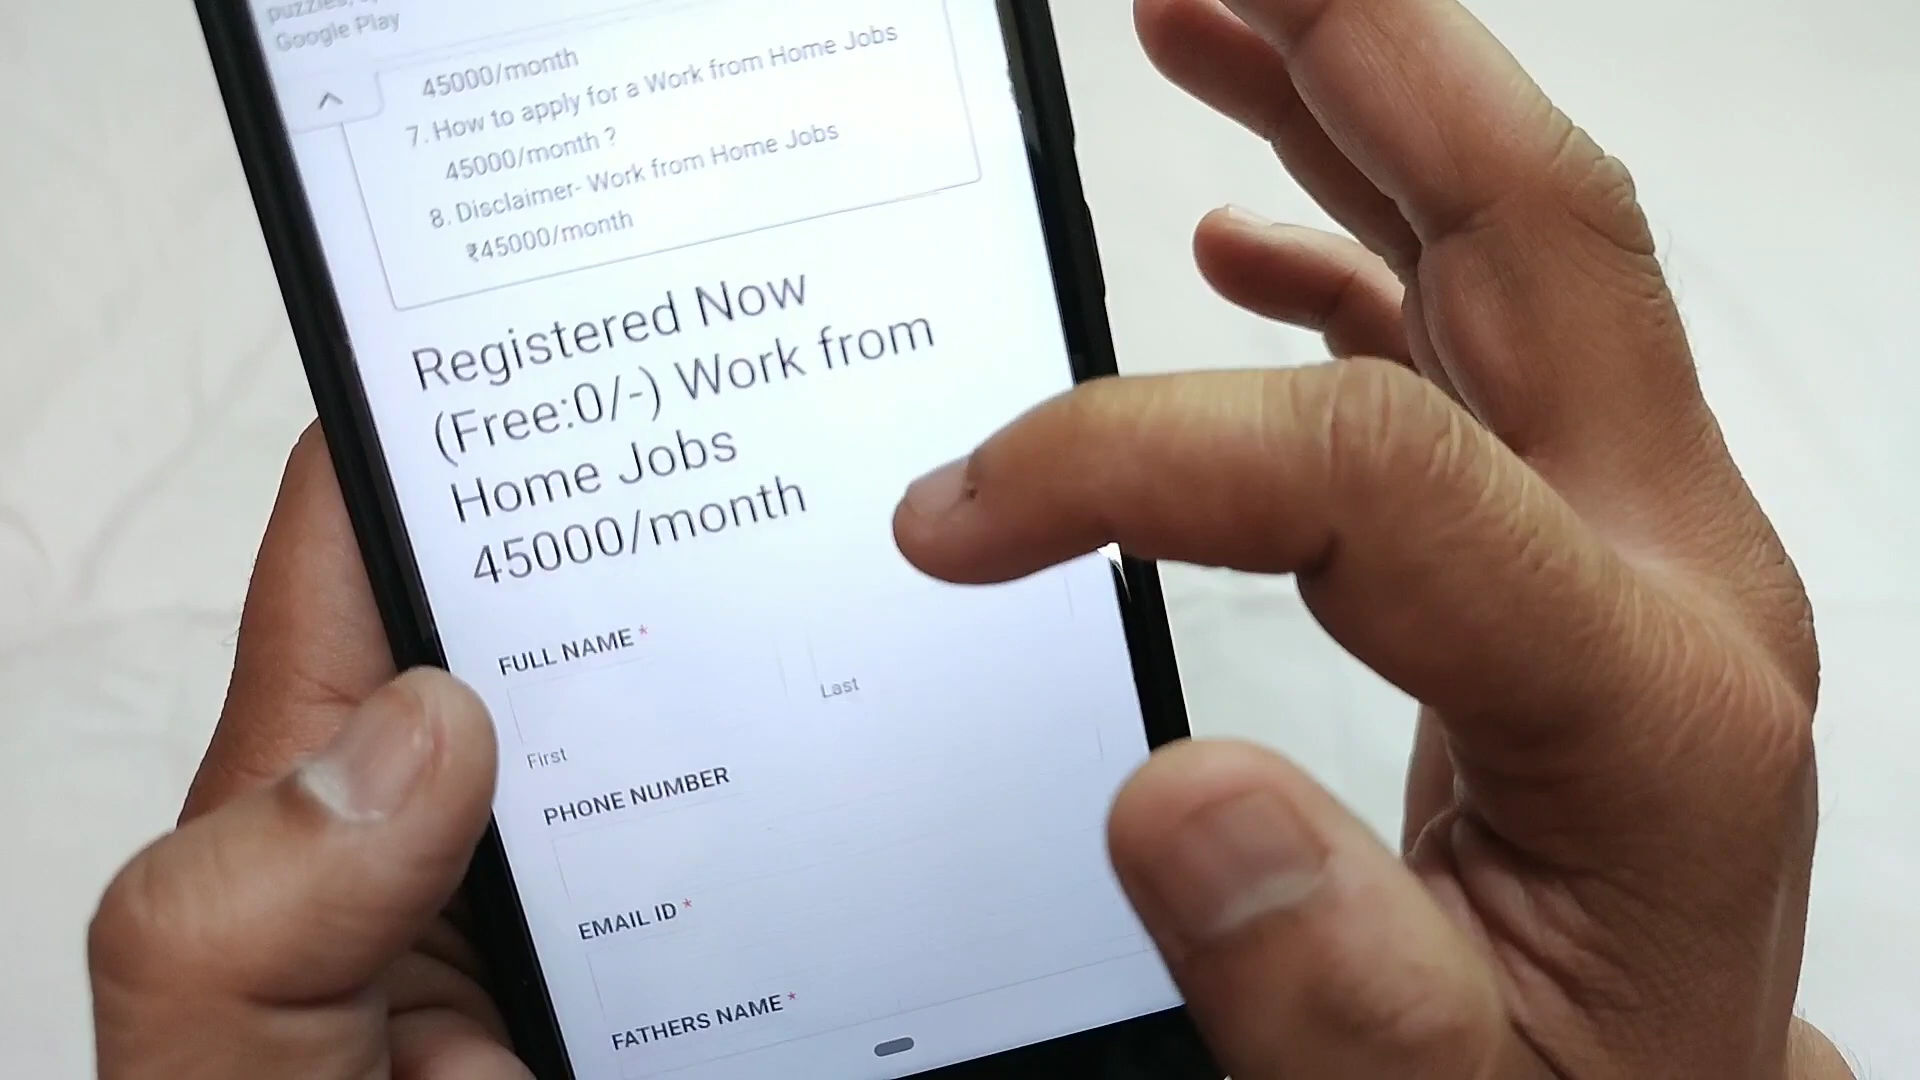 Google Play
45000/month
7. How to apply for a Work from Home Jobs
45000/month ?
8. Disclaimer- Work from Home Jobs
₹45000/month
Registered Now
(Free:0/-) Work from
Home Jobs
45000/month
FULL NAME *
Last
First
PHONE NUMBER
EMAIL ID *
FATHERS NAME *